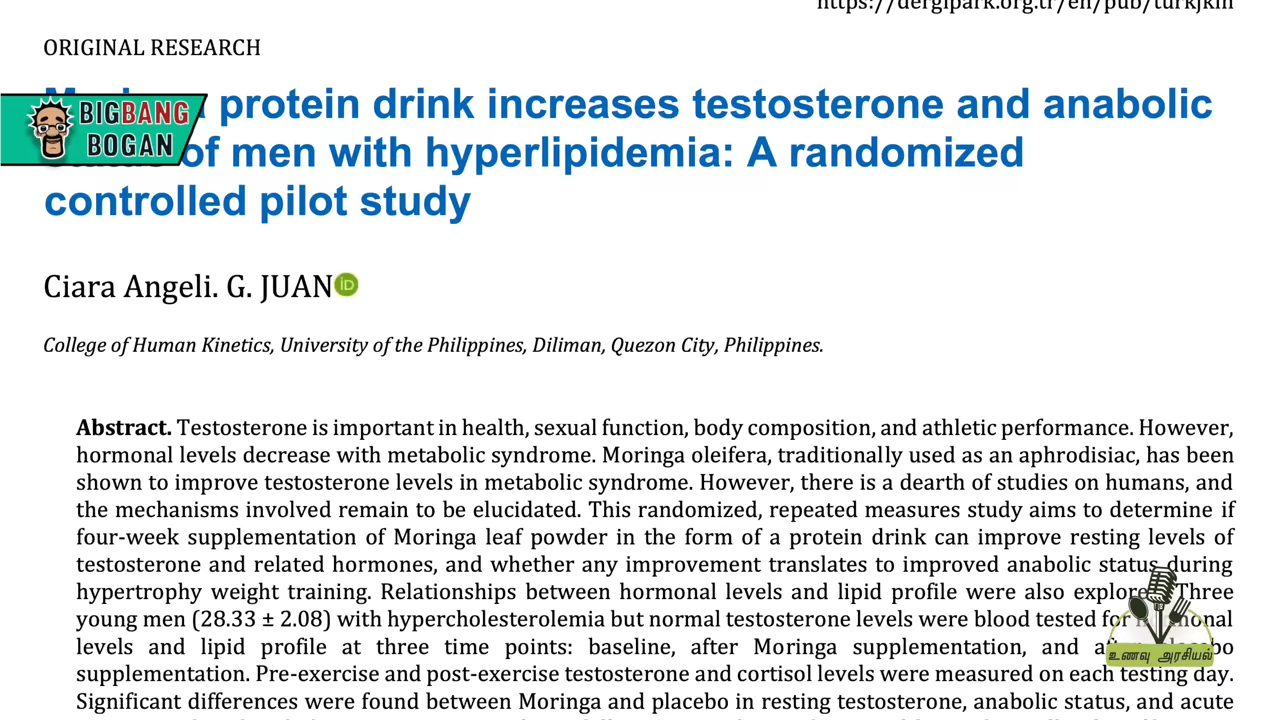 https://dergipark.org.tr/en/pub/turkjkin
ORIGINAL RESEARCH
protein drink increases testosterone and anabolic
of men with hyperlipidemia: A randomized
controlled pilot study
BIGBANG
BOGAN
Ciara Angeli. G. JUAN
iD
College of Human Kinetics, University of the Philippines, Diliman, Quezon City, Philippines.
Abstract. Testosterone is important in health, sexual function, body composition, and athletic performance. However,
hormonal levels decrease with metabolic syndrome. Moringa oleifera, traditionally used as an aphrodisiac, has been
shown to improve testosterone levels in metabolic syndrome. However, there is a dearth of studies on humans, and
the mechanisms involved remain to be elucidated. This randomized, repeated measures study aims to determine if
four-week supplementation of Moringa leaf powder in the form of a protein drink can improve resting levels of
testosterone and related hormones, and whether any improvement translates to improved anabolic status during
hypertrophy weight training. Relationships between hormonal levels and lipid profile were also explore Three
young men (28.33 ± 2.08) with hypercholesterolemia but normal testosterone levels were blood tested for
levels and lipid profile at three time points: baseline, after Moringa supplementation, and
supplementation. Pre-exercise and post-exercise testosterone and cortisol levels were measured on each testing day.
Significant differences were found between Moringa and placebo in resting testosterone, anabolic status, and acute
உணவு அரசியல்